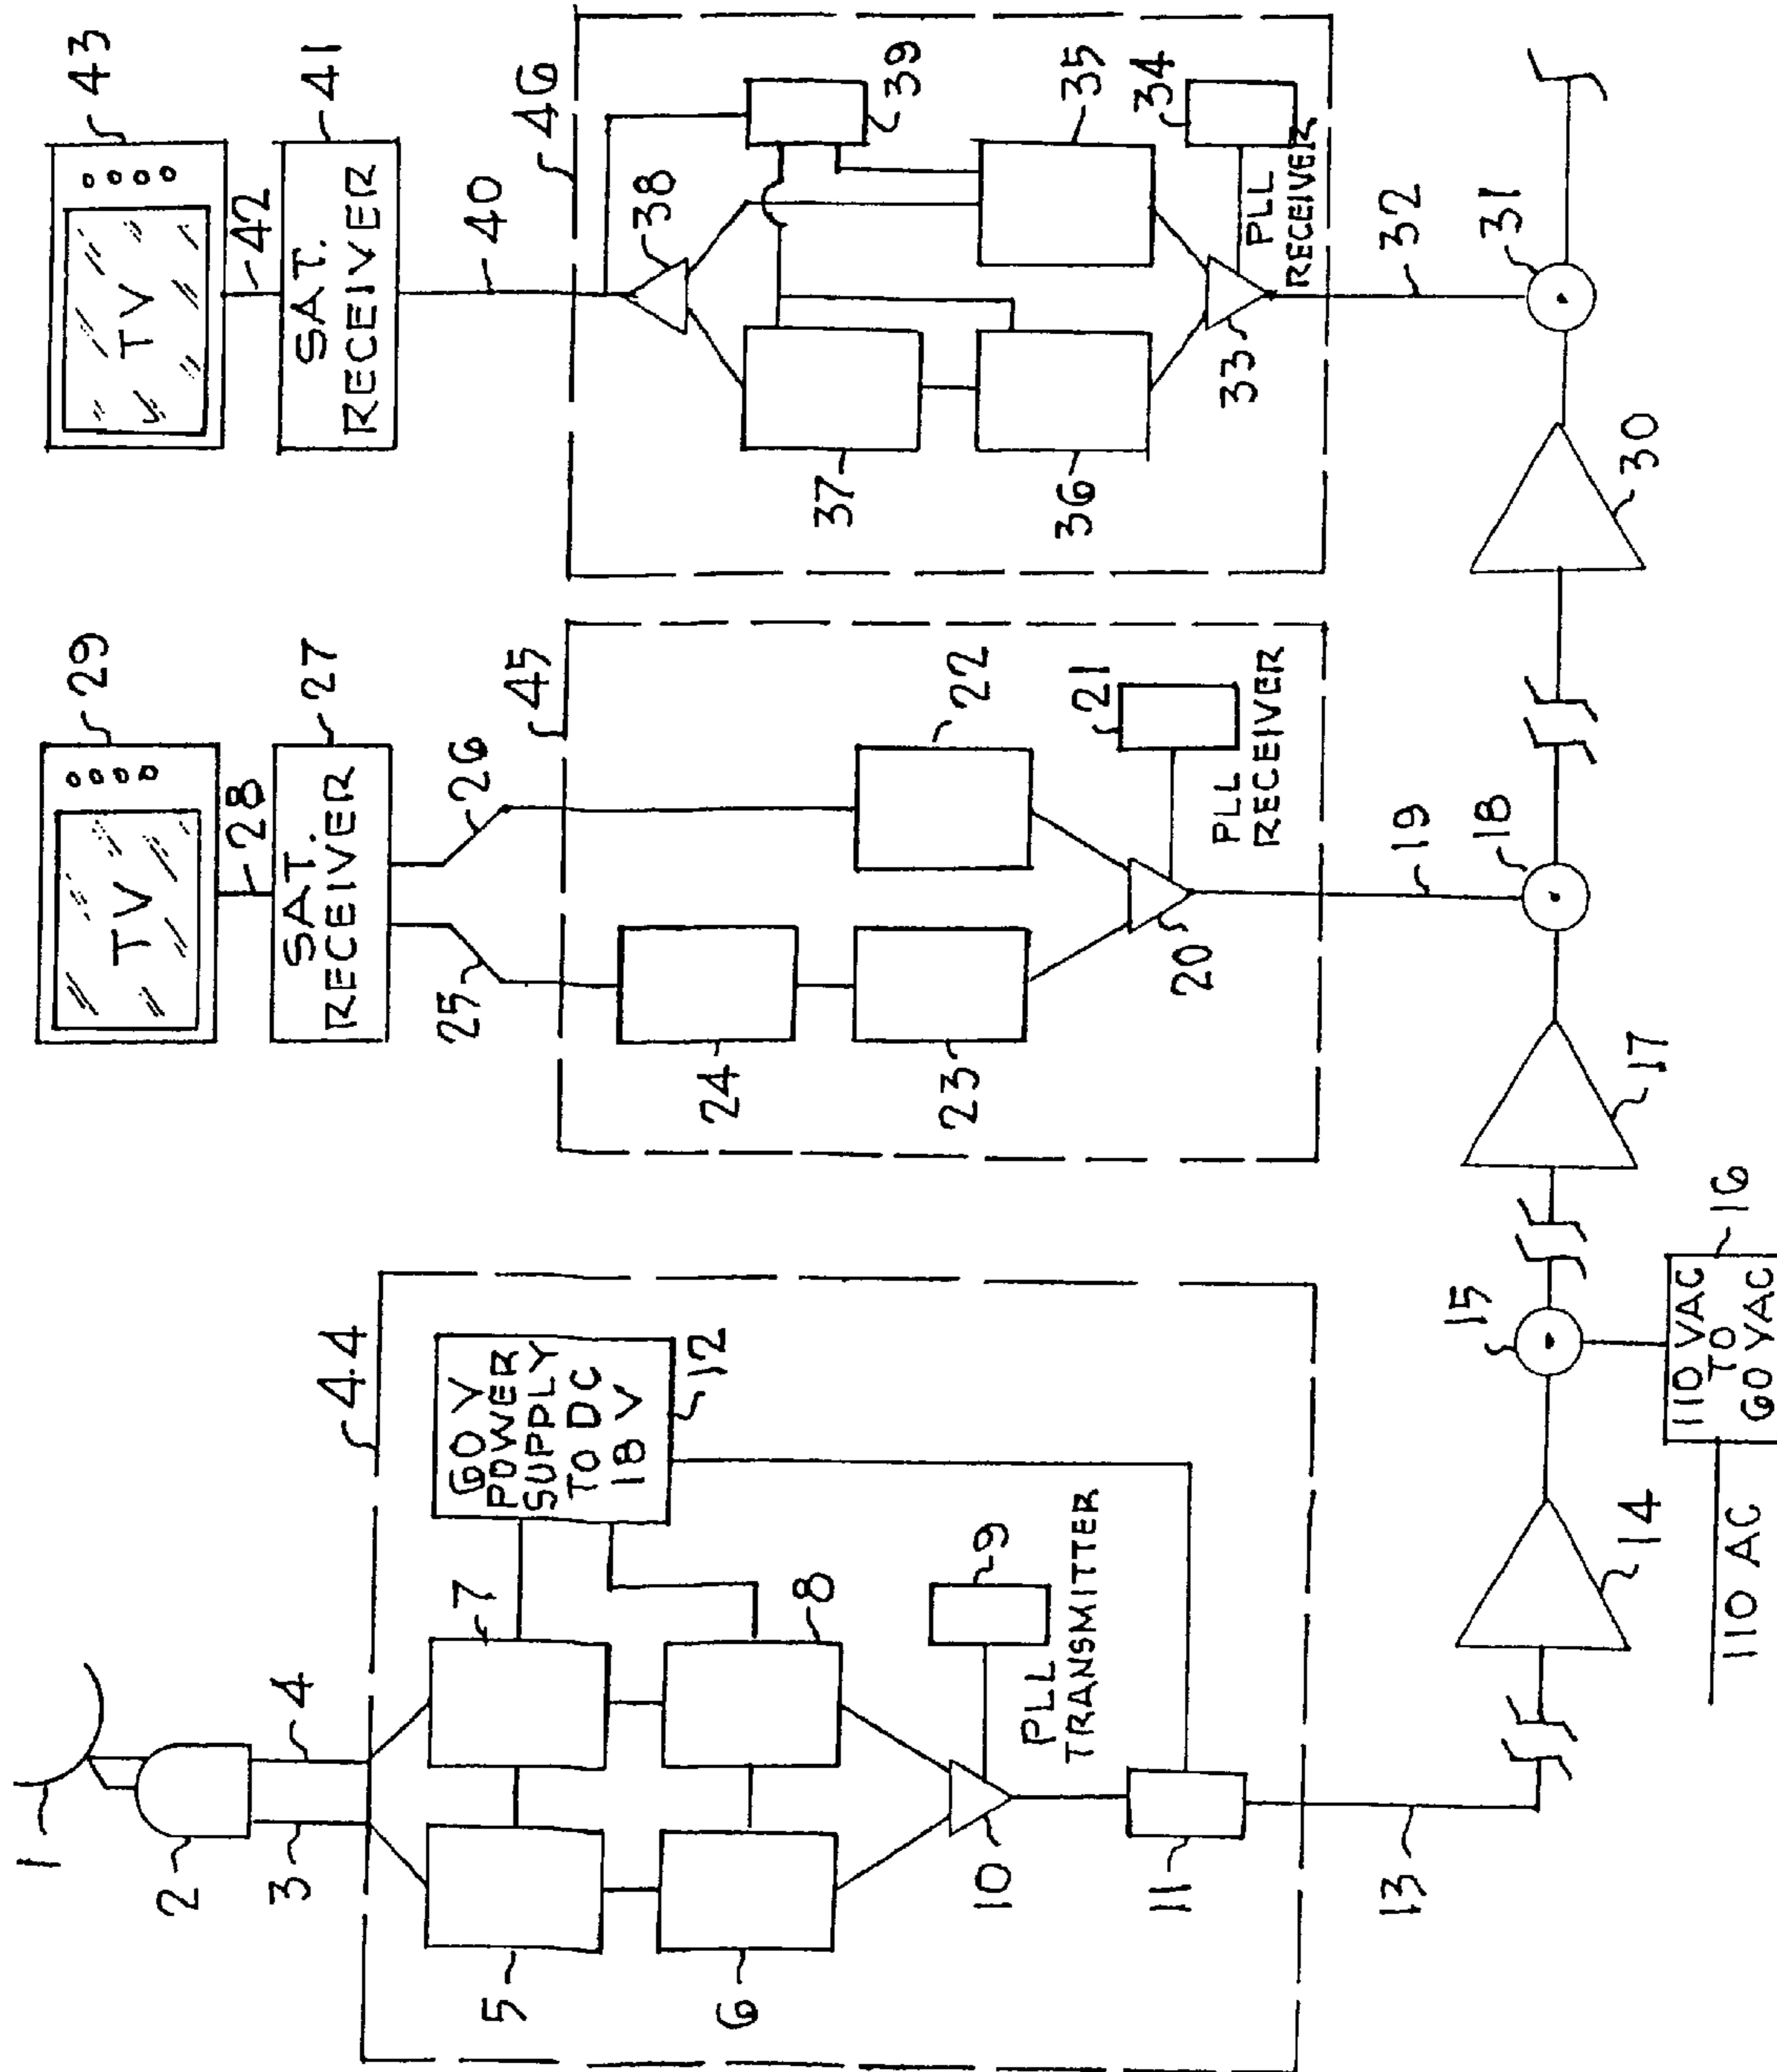 1
2
3
4
44
5
6
7
8
60 V
POWER
SUPPLY
TO DC
18 V
12
9
10
PLL
TRANSMITTER
11
13
14
15
110 VAC
TO
60 VAC
16
110 AC
17
18
19
20
21
PLL
RECEIVER
22
23
24
45
25
26
SAT.
RECEIVER
27
28
TV
29
30
31
32
33
34
PLL
RECEIVER
35
36
37
38
39
46
40
SAT.
RECEIVER
41
42
TV
43